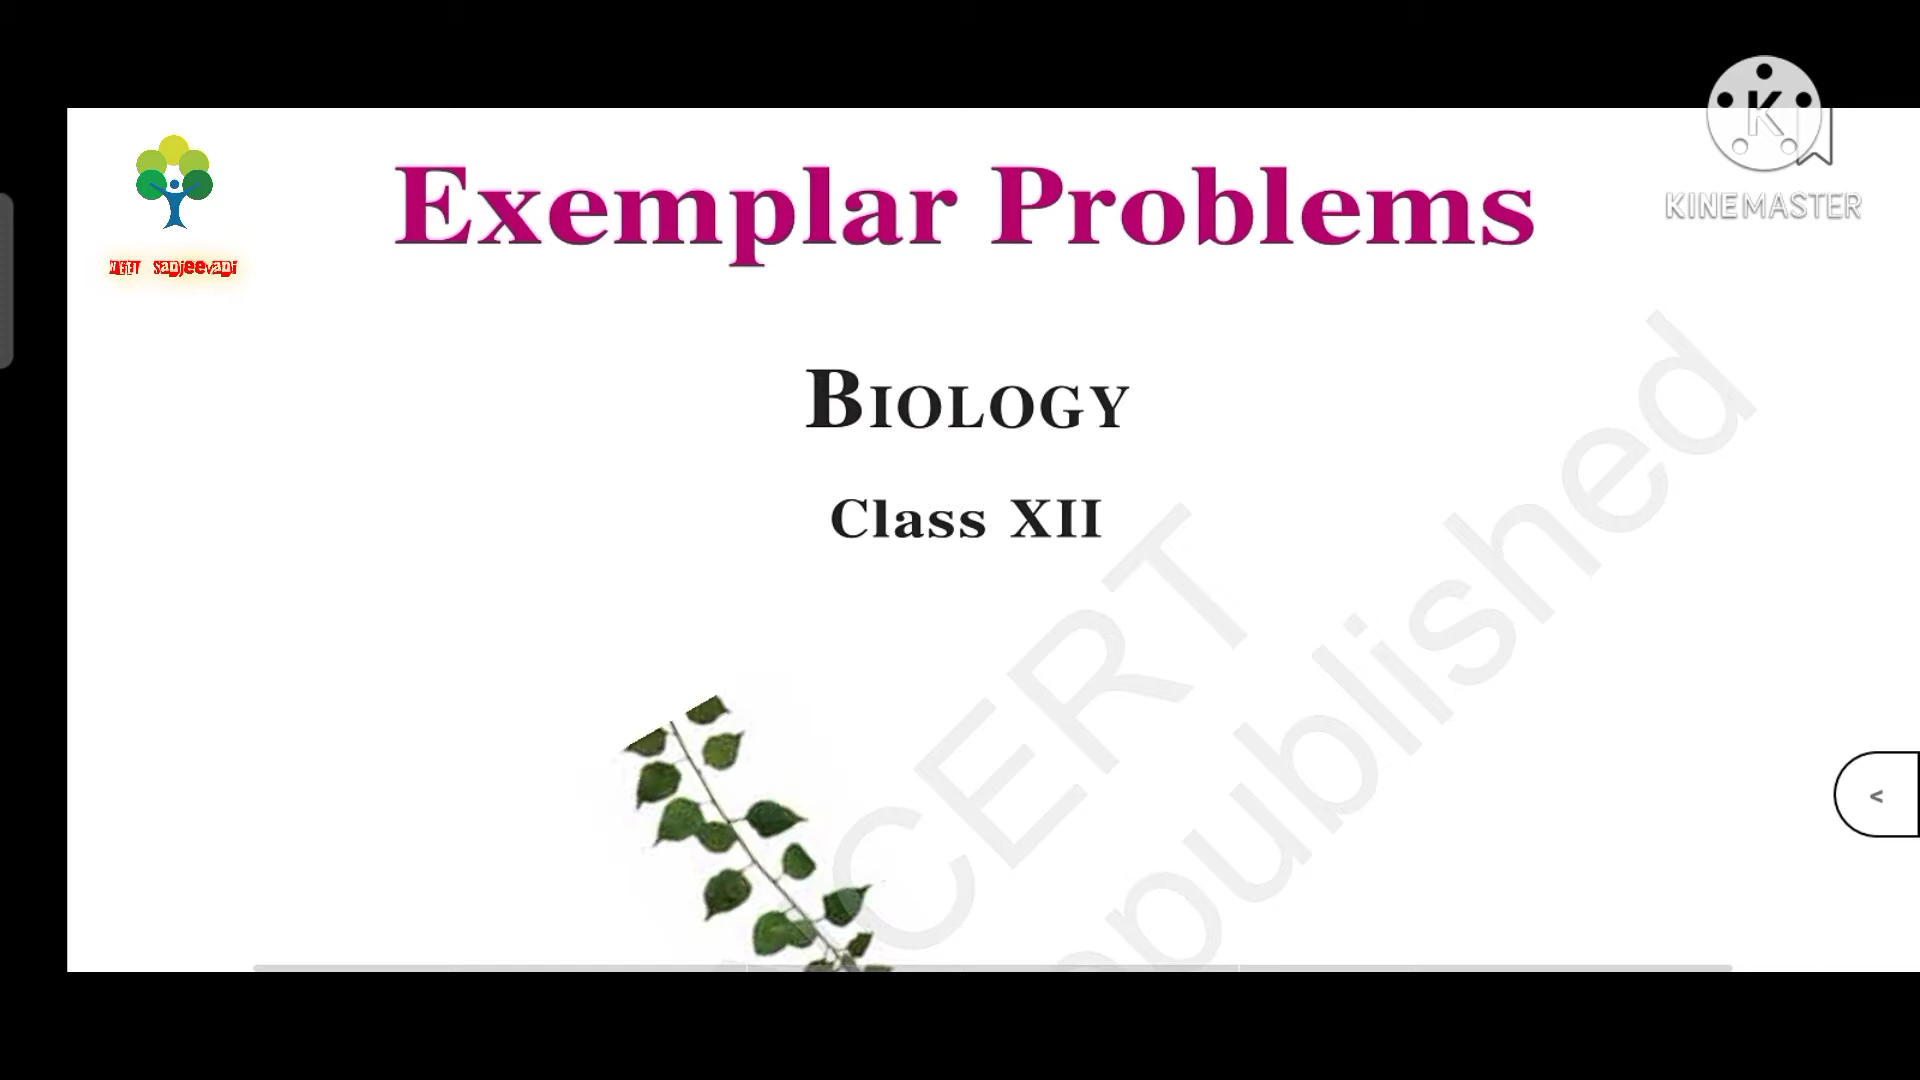 Exemplar Problems
KINEMASTER
BIOLOGY
Class XII
CERT
published
<